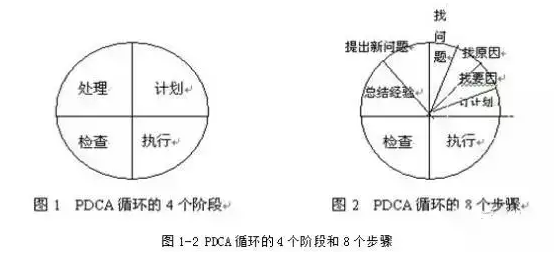 处理
计划
检查
执行
图 1 PDCA 循环的 4 个阶段
找问题
提出新问题
找原因
找要因
订计划
总结经验
检查
执行
图 2 PDCA 循环的 8 个步骤
图 1-2 PDCA 循环的 4 个阶段和 8 个步骤